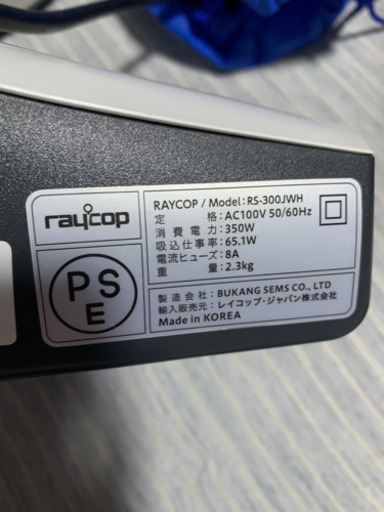 raycop
RAYCOP / Model:RS-300JWH
定 格:AC100V 50/60Hz
消費電力:350W
吸込仕事率:65.1W
電流ヒューズ:8A
重 量:2.3kg
PS
E
製造会社:BUKANG SEMS CO., LTD
輸入販売元:レイコップ・ジャパン株式会社
Made in KOREA